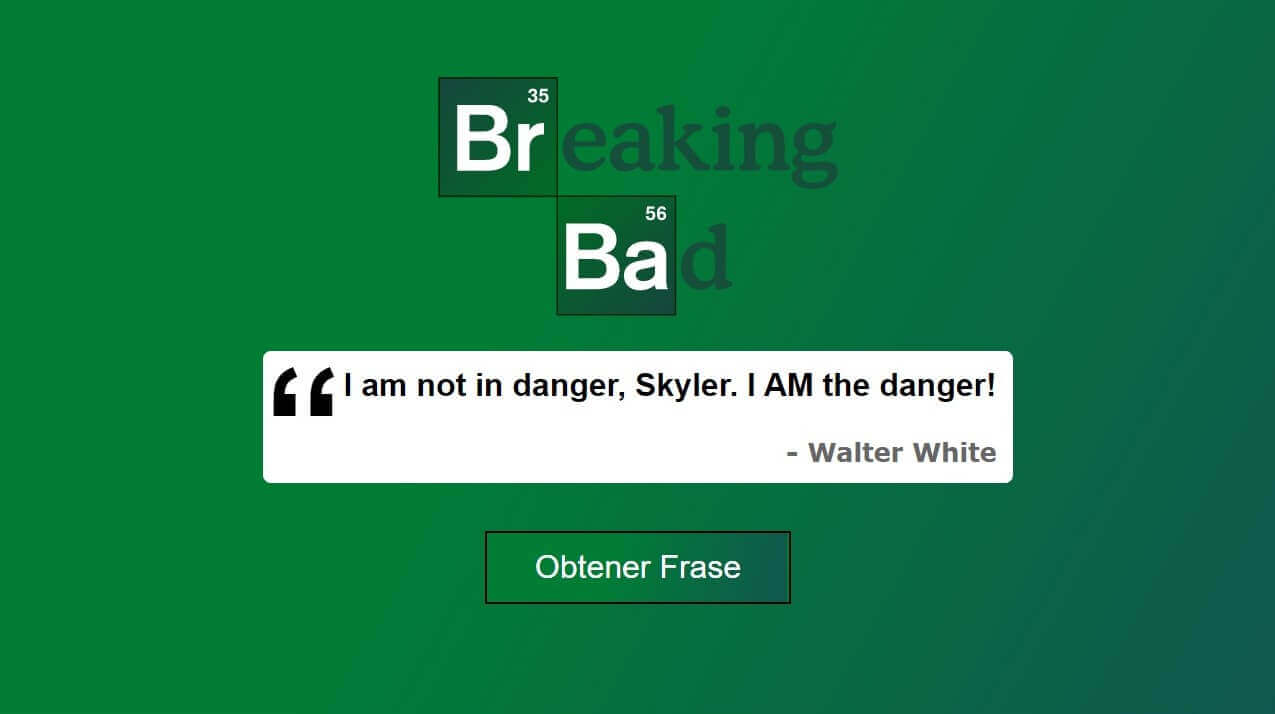 35
Breaking
56
Bad
“ I am not in danger, Skyler. I AM the danger!
- Walter White
Obtener Frase